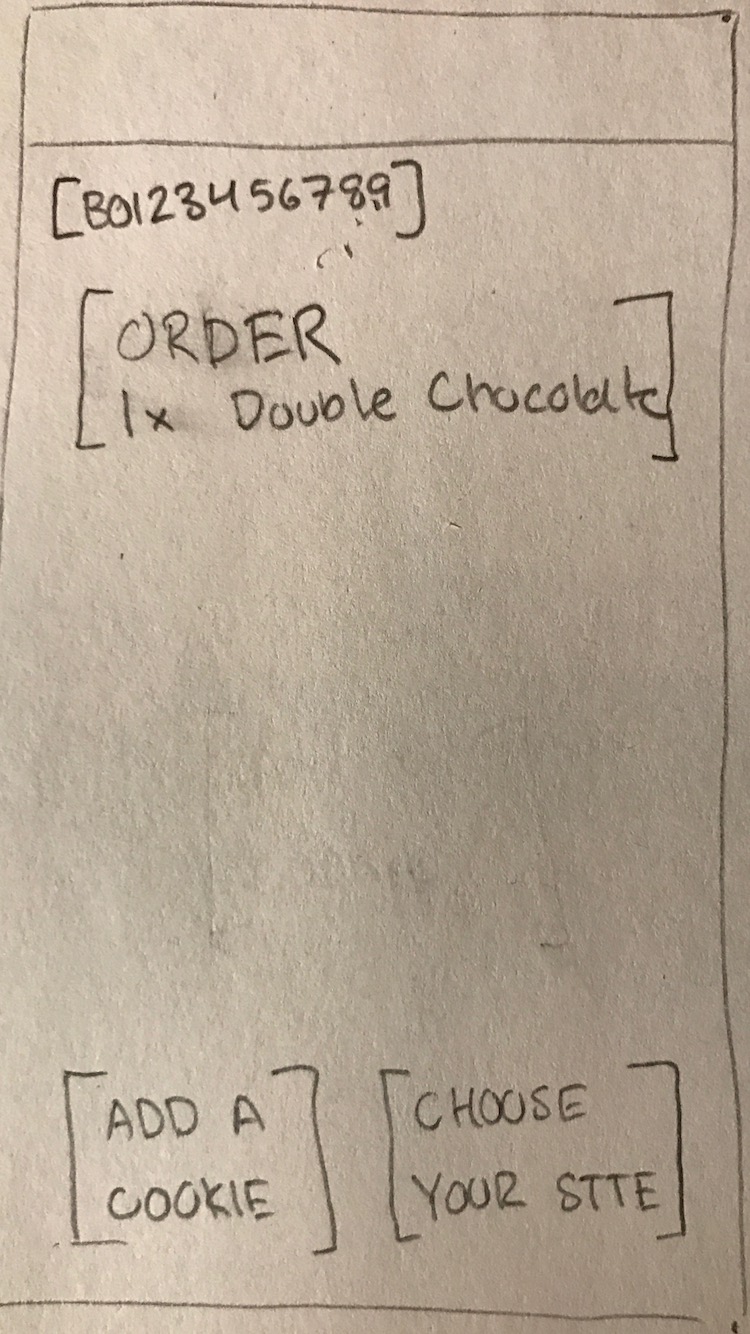 [B0123456789]
ORDER
1x Double Chocolate
ADD A
COOKIE
CHOOSE
YOUR STTE